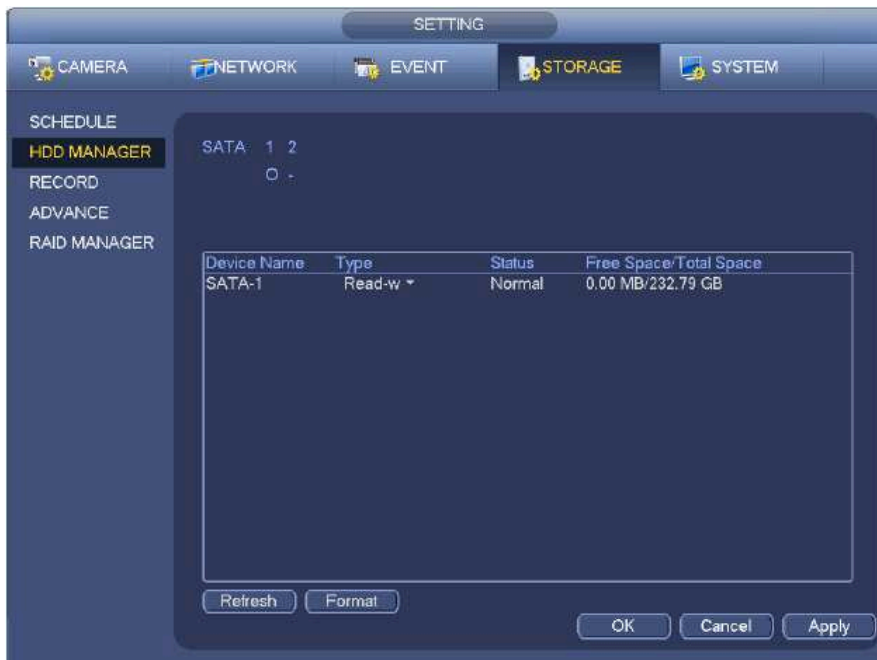 SETTING
CAMERA NETWORK EVENT STORAGE SYSTEM
SCHEDULE
HDD MANAGER
RECORD
ADVANCE
RAID MANAGER
SATA 1 2
O -
Device Name Type Status Free Space/Total Space
SATA-1 Read-w Normal 0.00 MB/232.79 GB
Refresh Format
OK Cancel Apply